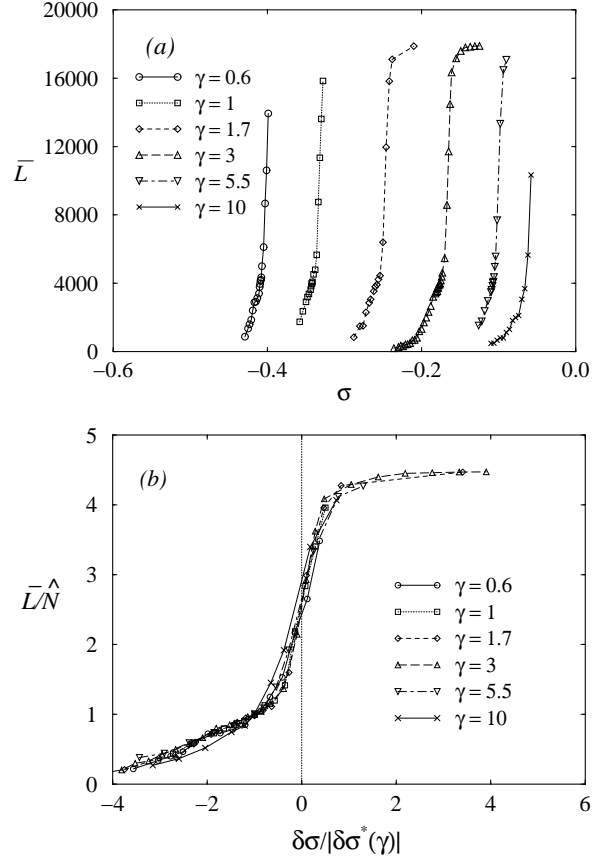 20000
16000
12000
8000
4000
0
L̅
(a)
γ = 0.6
γ = 1
γ = 1.7
γ = 3
γ = 5.5
γ = 10
−0.6
−0.4
−0.2
0.0
σ
5
4
3
2
1
0
L̅/N̂
(b)
γ = 0.6
γ = 1
γ = 1.7
γ = 3
γ = 5.5
γ = 10
−4
−2
0
2
4
6
δσ/|δσ*(γ)|